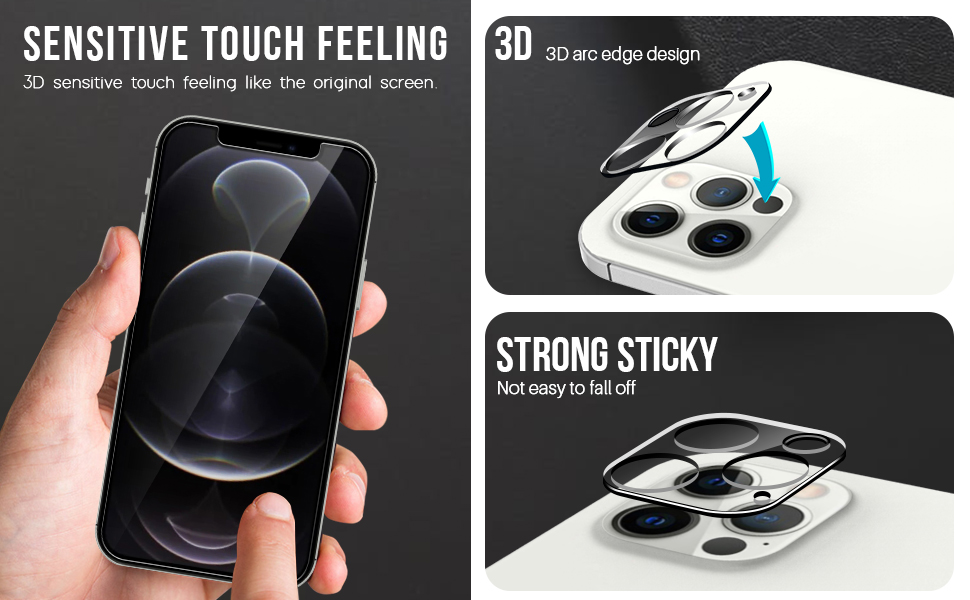 SENSITIVE TOUCH FEELING
3D sensitive touch feeling like the original screen.
3D 3D arc edge design
STRONG STICKY
Not easy to fall off